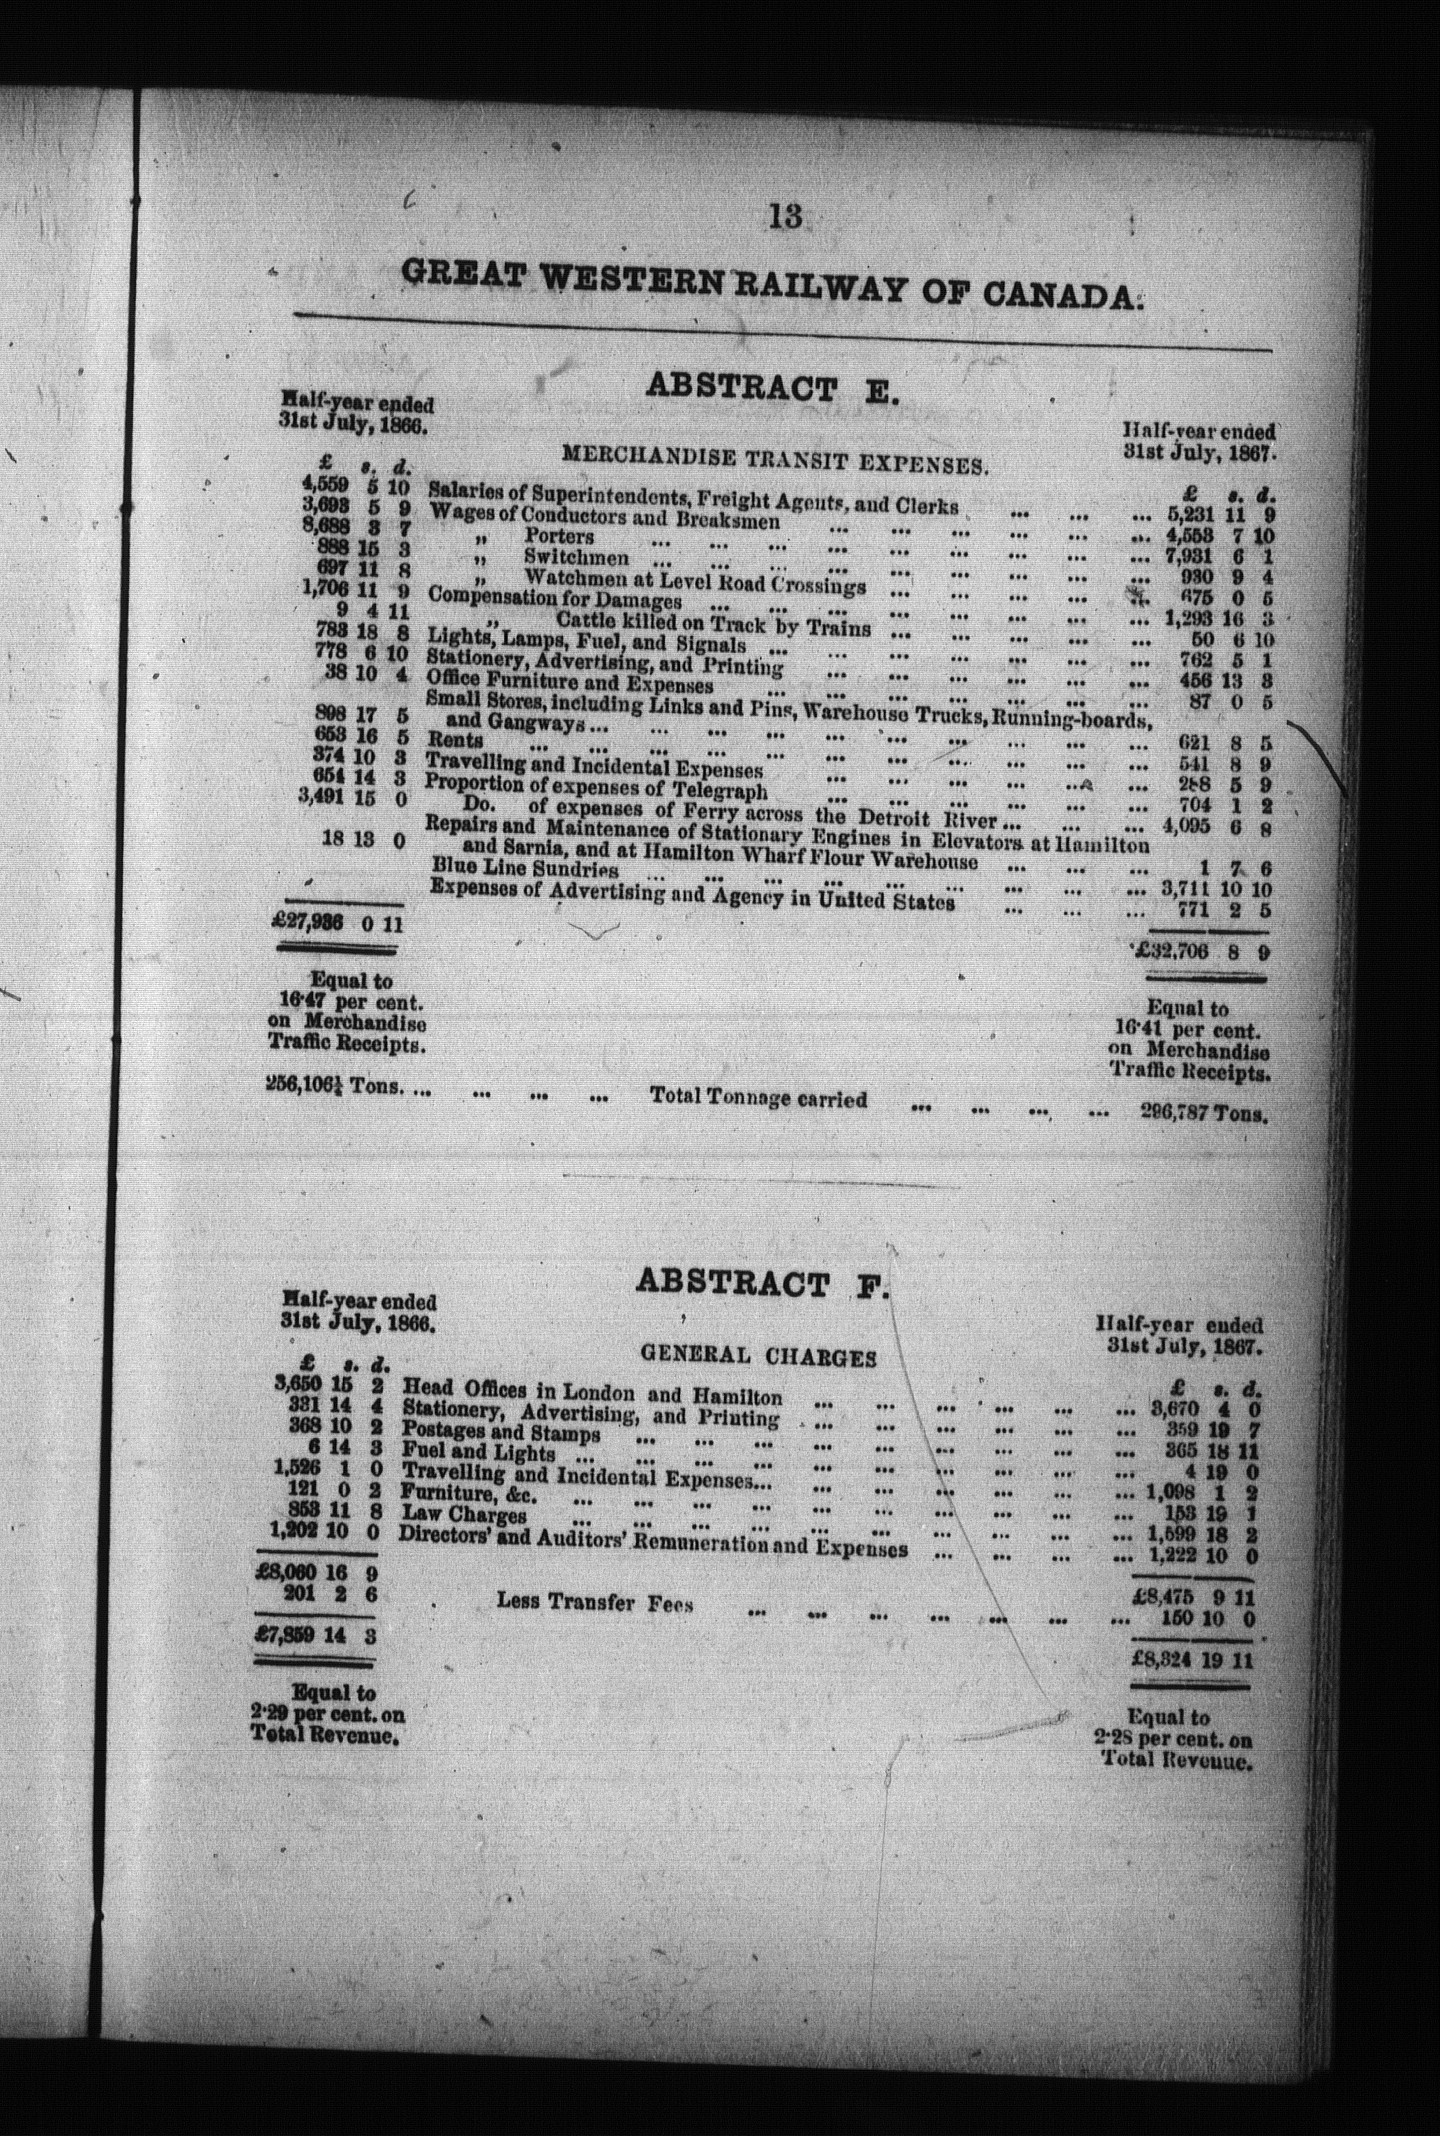 13
GREAT WESTERN RAILWAY OF CANADA.
ABSTRACT E.
Half-year ended
31st July, 1866.
Half-year ended
31st July, 1867.
MERCHANDISE TRANSIT EXPENSES.
£ s. d.
£ s. d.
4,559 5 10 Salaries of Superintendents, Freight Agents, and Clerks ... ... ... 5,231 11 9
3,693 5 9 Wages of Conductors and Breaksmen ... ... ... ... ... ... 4,553 7 10
8,688 3 7 „ Porters ... ... ... ... ... ... ... ... ... 7,931 6 1
888 15 3 „ Switchmen ... ... ... ... ... ... ... ... ... 930 9 4
697 11 8 „ Watchmen at Level Road Crossings ... ... ... ... ... 675 0 5
1,706 11 9 Compensation for Damages ... ... ... ... ... ... ... ... 1,293 16 3
9 4 11 „ Cattle killed on Track by Trains ... ... ... ... ... 50 6 10
783 18 8 Lights, Lamps, Fuel, and Signals ... ... ... ... ... ... ... 762 5 1
778 6 10 Stationery, Advertising, and Printing ... ... ... ... ... ... 456 13 3
38 10 4 Office Furniture and Expenses ... ... ... ... ... ... ... 87 0 5
Small Stores, including Links and Pins, Warehouse Trucks, Running-boards,
898 17 5 and Gangways ... ... ... ... ... ... ... ... ... ... 621 8 5
653 16 5 Rents ... ... ... ... ... ... ... ... ... ... ... 541 8 9
374 10 3 Travelling and Incidental Expenses ... ... ... ... ... ... 288 5 9
654 14 3 Proportion of expenses of Telegraph ... ... ... ... ... ... 704 1 2
3,491 15 0 Do. of expenses of Ferry across the Detroit River ... ... ... 4,095 6 8
Repairs and Maintenance of Stationary Engines in Elevators at Hamilton
18 13 0 and Sarnia, and at Hamilton Wharf Flour Warehouse ... ... ... 1 7 6
Blue Line Sundries ... ... ... ... ... ... ... ... ... 3,711 10 10
Expenses of Advertising and Agency in United States ... ... ... 771 2 5
£27,936 0 11
£32,706 8 9
Equal to
16·47 per cent.
on Merchandise
Traffic Receipts.
Equal to
16·41 per cent.
on Merchandise
Traffic Receipts.
256,106½ Tons. ... ... ... ... Total Tonnage carried ... ... ... ... 296,787 Tons.
ABSTRACT F.
Half-year ended
31st July, 1866.
Half-year ended
31st July, 1867.
GENERAL CHARGES
£ s. d.
£ s. d.
3,650 15 2 Head Offices in London and Hamilton ... ... ... ... ... ... 3,670 4 0
331 14 4 Stationery, Advertising, and Printing ... ... ... ... ... ... 359 19 7
368 10 2 Postages and Stamps ... ... ... ... ... ... ... ... ... 365 18 11
6 14 3 Fuel and Lights ... ... ... ... ... ... ... ... ... ... 4 19 0
1,526 1 0 Travelling and Incidental Expenses... ... ... ... ... ... ... 1,098 1 2
121 0 2 Furniture, &c. ... ... ... ... ... ... ... ... ... ... 153 19 1
853 11 8 Law Charges ... ... ... ... ... ... ... ... ... ... 1,599 18 2
1,202 10 0 Directors' and Auditors' Remuneration and Expenses ... ... ... ... 1,222 10 0
£8,060 16 9
£8,475 9 11
201 2 6 Less Transfer Fees ... ... ... ... ... ... ... 150 10 0
£7,859 14 3
£8,324 19 11
Equal to
2·29 per cent. on
Total Revenue.
Equal to
2·28 per cent. on
Total Revenue.